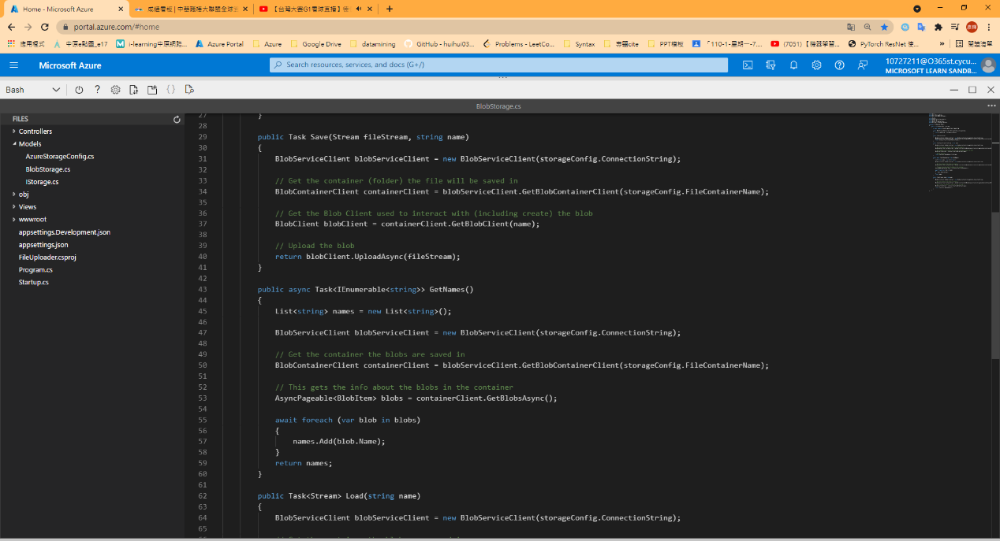 Home - Microsoft Azure
成績看板 | 中華職棒大聯盟全球
【台灣大賽G1看球直播】
portal.azure.com/#home
應用程式
中原e點靈_e17
i-learning中原網路...
Azure Portal
Azure
Google Drive
datamining
GitHub - huihui03...
Problems - LeetCo...
Syntax
專題cite
PPT模板
「110-1-星期一-7....
(7051) 【機器學習...
PyTorch ResNet 使...
閱讀清單
Microsoft Azure
Search resources, services, and docs (G+/)
10727211@O365st.cycu...
MICROSOFT LEARN SANDB...
Bash
BlobStorage.cs
FILES
Controllers
Models
AzureStorageConfig.cs
BlobStorage.cs
IStorage.cs
obj
Views
wwwroot
appsettings.Development.json
appsettings.json
FileUploader.csproj
Program.cs
Startup.cs
27 }
28
29 public Task Save(Stream fileStream, string name)
30 {
31 BlobServiceClient blobServiceClient = new BlobServiceClient(storageConfig.ConnectionString);
32
33 // Get the container (folder) the file will be saved in
34 BlobContainerClient containerClient = blobServiceClient.GetBlobContainerClient(storageConfig.FileContainerName);
35
36 // Get the Blob Client used to interact with (including create) the blob
37 BlobClient blobClient = containerClient.GetBlobClient(name);
38
39 // Upload the blob
40 return blobClient.UploadAsync(fileStream);
41 }
42
43 public async Task<IEnumerable<string>> GetNames()
44 {
45 List<string> names = new List<string>();
46
47 BlobServiceClient blobServiceClient = new BlobServiceClient(storageConfig.ConnectionString);
48
49 // Get the container the blobs are saved in
50 BlobContainerClient containerClient = blobServiceClient.GetBlobContainerClient(storageConfig.FileContainerName);
51
52 // This gets the info about the blobs in the container
53 AsyncPageable<BlobItem> blobs = containerClient.GetBlobsAsync();
54
55 await foreach (var blob in blobs)
56 {
57 names.Add(blob.Name);
58 }
59 return names;
60 }
61
62 public Task<Stream> Load(string name)
63 {
64 BlobServiceClient blobServiceClient = new BlobServiceClient(storageConfig.ConnectionString);
65